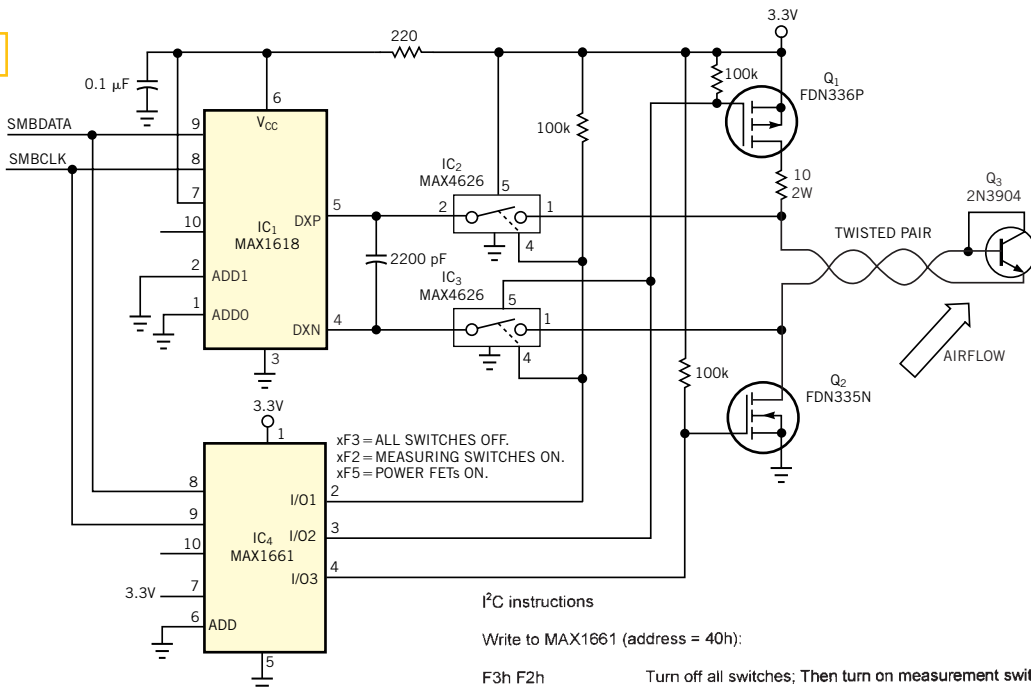 3.3V
220
0.1 μF
100k
Q1
FDN336P
6
VCC
SMBDATA
9
100k
SMBCLK
8
IC2
MAX4626
5
10
2W
Q3
2N3904
7
IC1
MAX1618
DXP
5
2
1
10
4
TWISTED PAIR
2
ADD1
2200 pF
IC3
MAX4626
1
ADD0
DXN
4
5
1
3
4
AIRFLOW
100k
Q2
FDN335N
3.3V
1
xF3=ALL SWITCHES OFF.
xF2=MEASURING SWITCHES ON.
xF5=POWER FETs ON.
8
I/O1
2
9
IC4
MAX1661
I/O2
3
10
I/O3
4
3.3V
7
6
ADD
5
I²C instructions
Write to MAX1661 (address = 40h):
F3h F2h Turn off all switches; Then turn on measurement swit